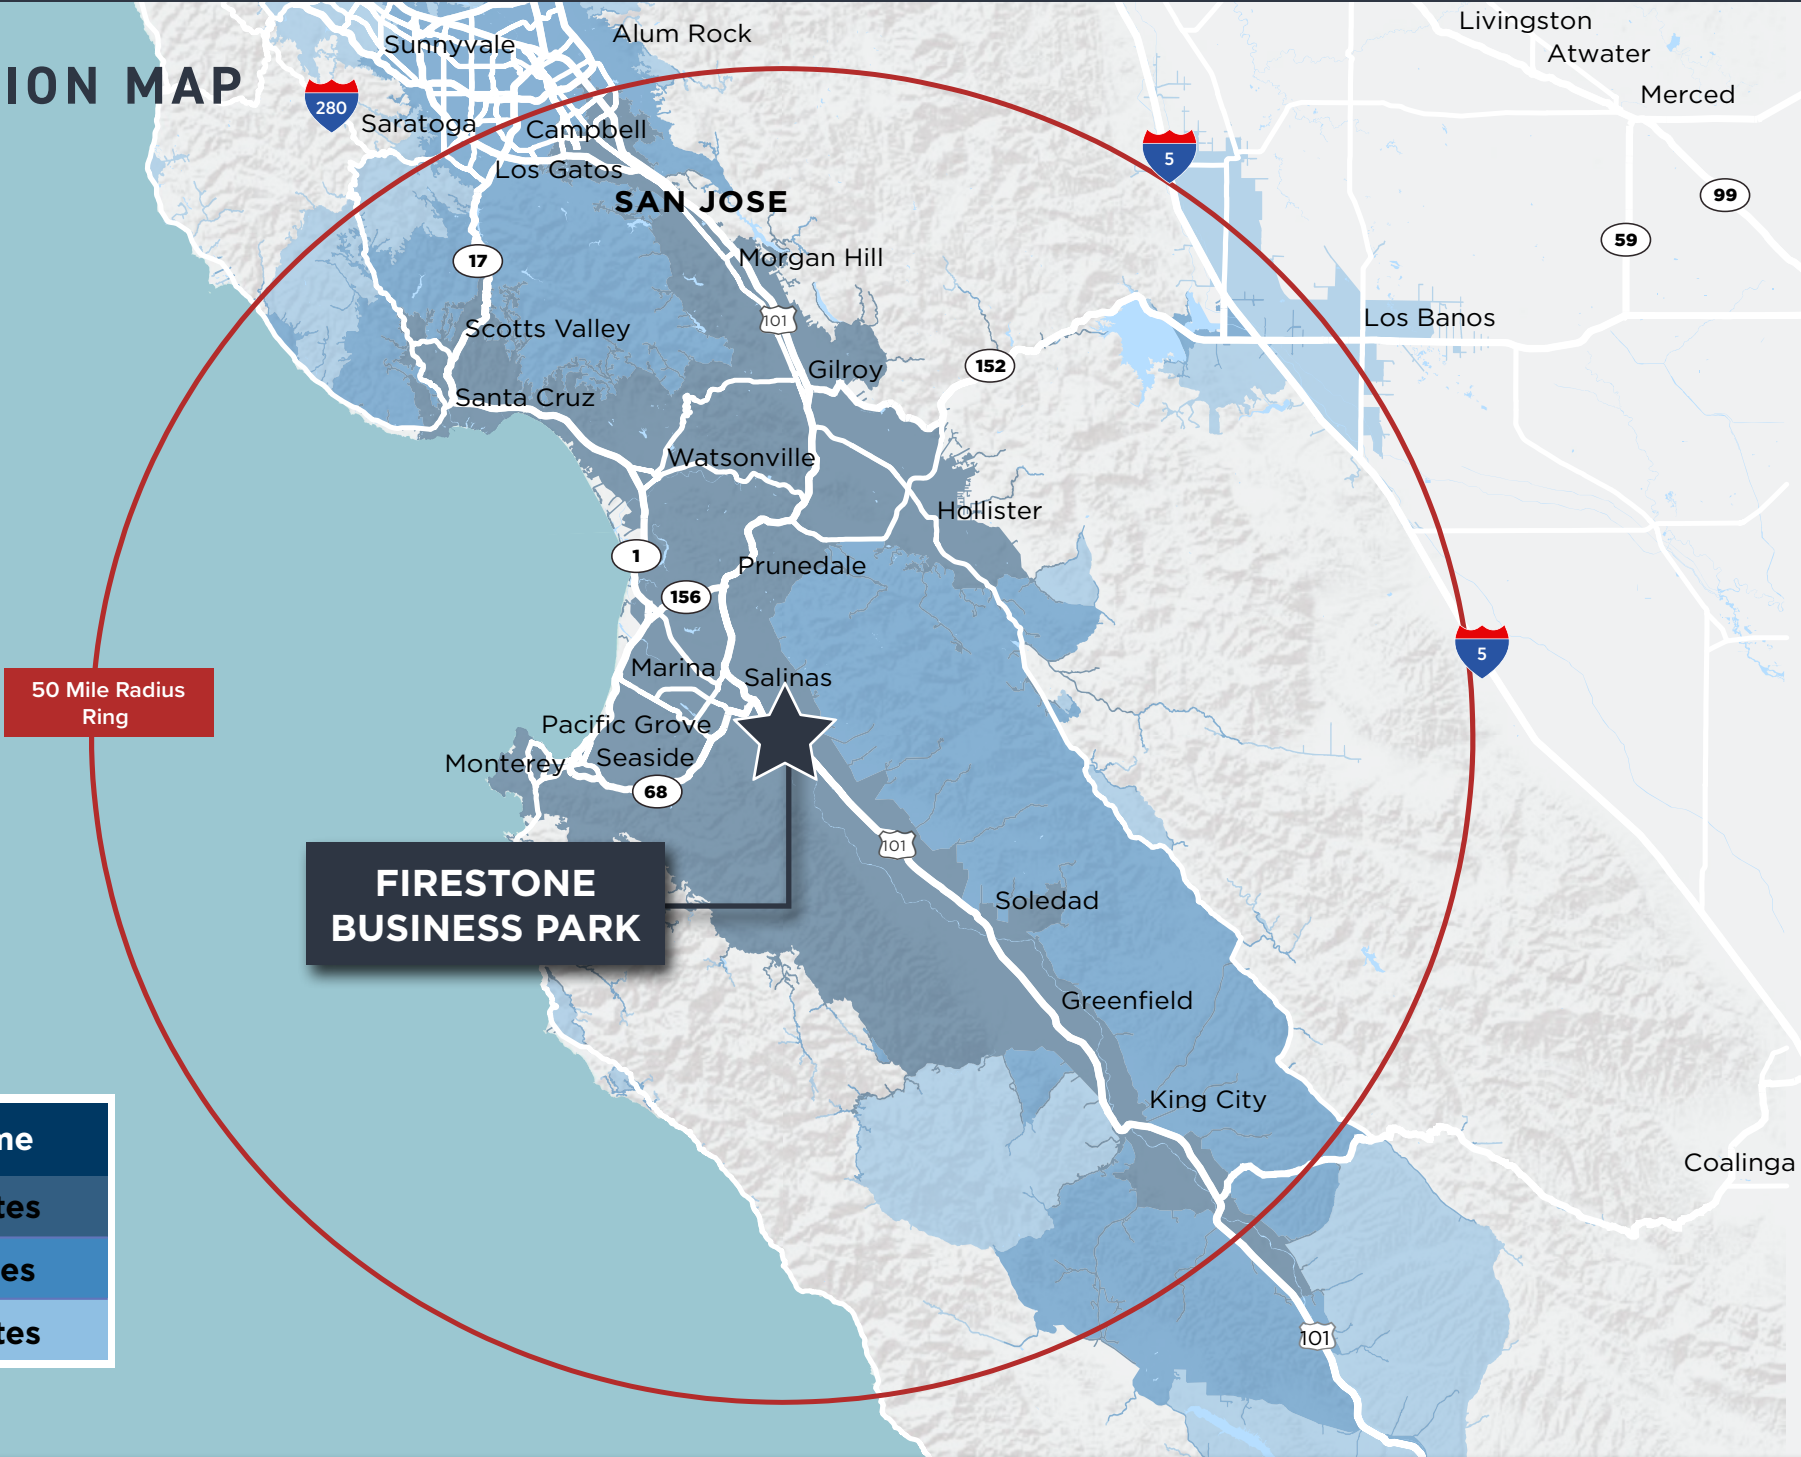 Alum Rock
Livingston
Sunnyvale
Atwater
ION MAP
Merced
280
Saratoga
Campbell
5
Los Gatos
99
SAN JOSE
59
17
Morgan Hill
101
Los Banos
Scotts Valley
152
Gilroy
Santa Cruz
Watsonville
Hollister
1
Prunedale
156
5
Marina
Salinas
50 Mile Radius
Ring
Pacific Grove
Seaside
Monterey
68
101
FIRESTONE
BUSINESS PARK
Soledad
Greenfield
King City
me
Coalinga
tes
es
tes
101